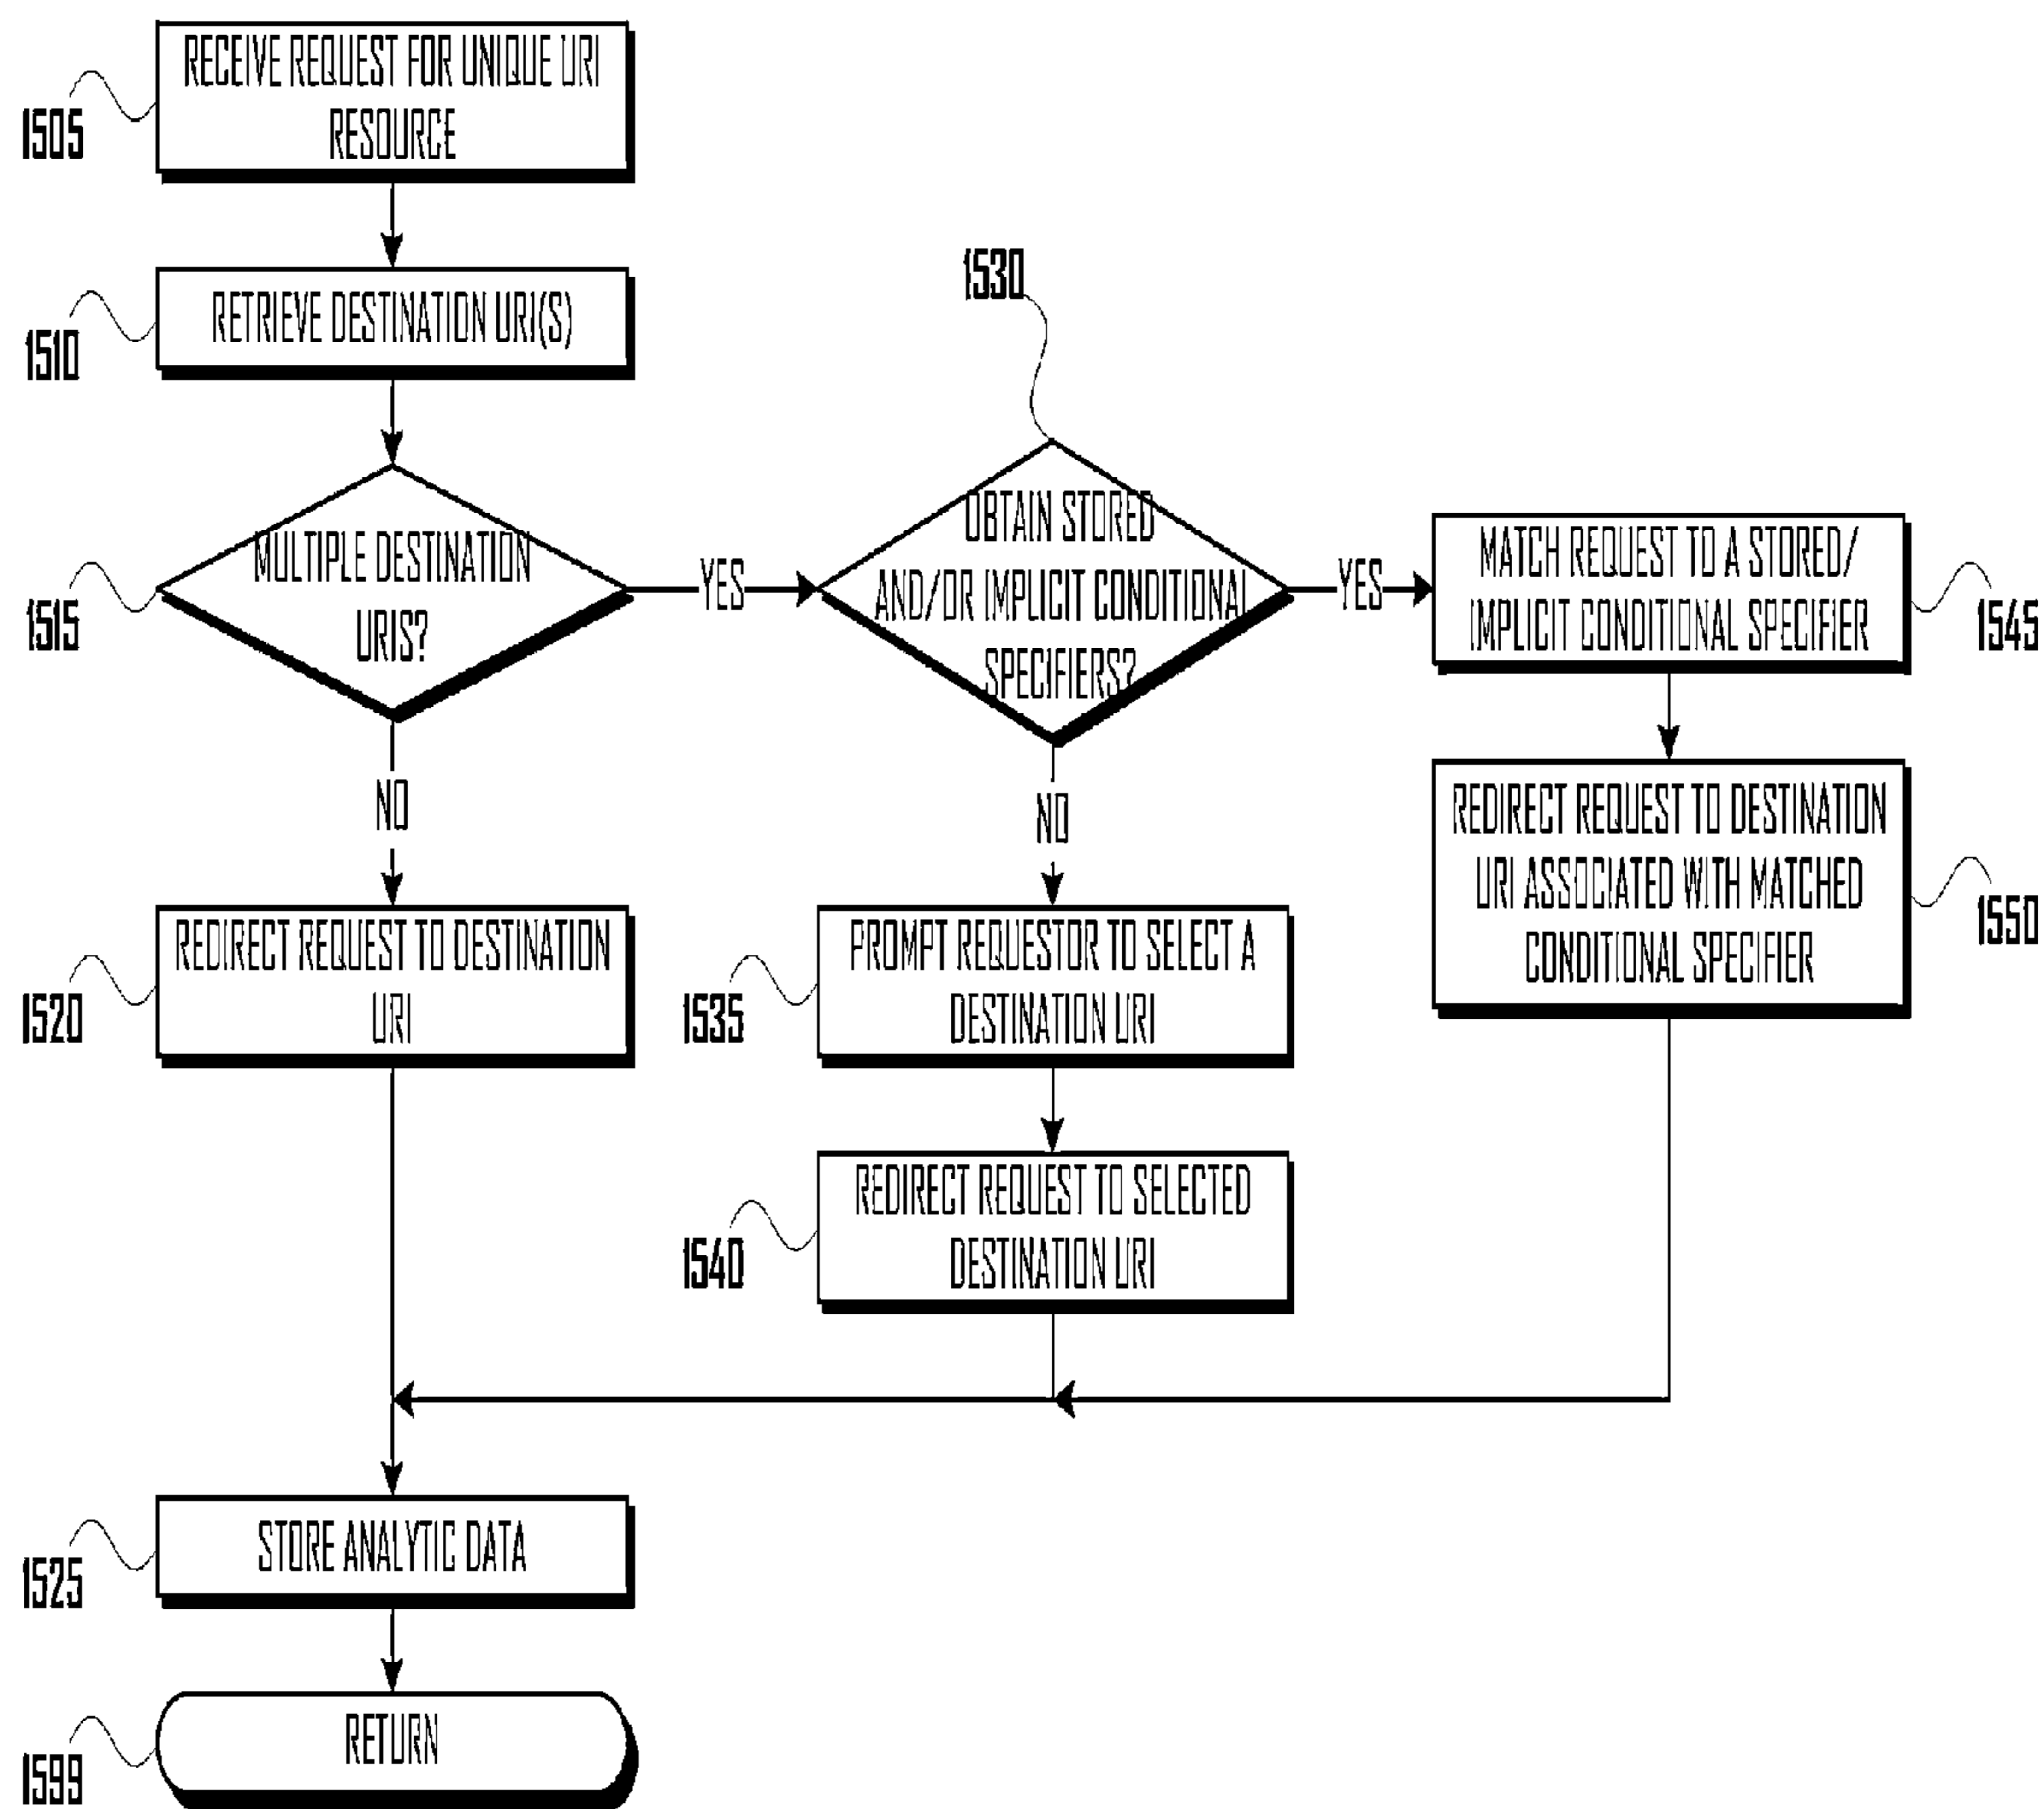 RECEIVE REQUEST FOR UNIQUE URI
RESOURCE
1505
RETRIEVE DESTINATION URI(S)
1510
MULTIPLE DESTINATION
URIS?
1515
YES
NO
1530
OBTAIN STORED
AND/OR IMPLICIT CONDITIONAL
SPECIFIERS?
YES
NO
MATCH REQUEST TO A STORED/
IMPLICIT CONDITIONAL SPECIFIER
1545
REDIRECT REQUEST TO DESTINATION
URI ASSOCIATED WITH MATCHED
CONDITIONAL SPECIFIER
1550
REDIRECT REQUEST TO DESTINATION
URI
1520
PROMPT REQUESTOR TO SELECT A
DESTINATION URI
1535
REDIRECT REQUEST TO SELECTED
DESTINATION URI
1540
STORE ANALYTIC DATA
1525
RETURN
1599